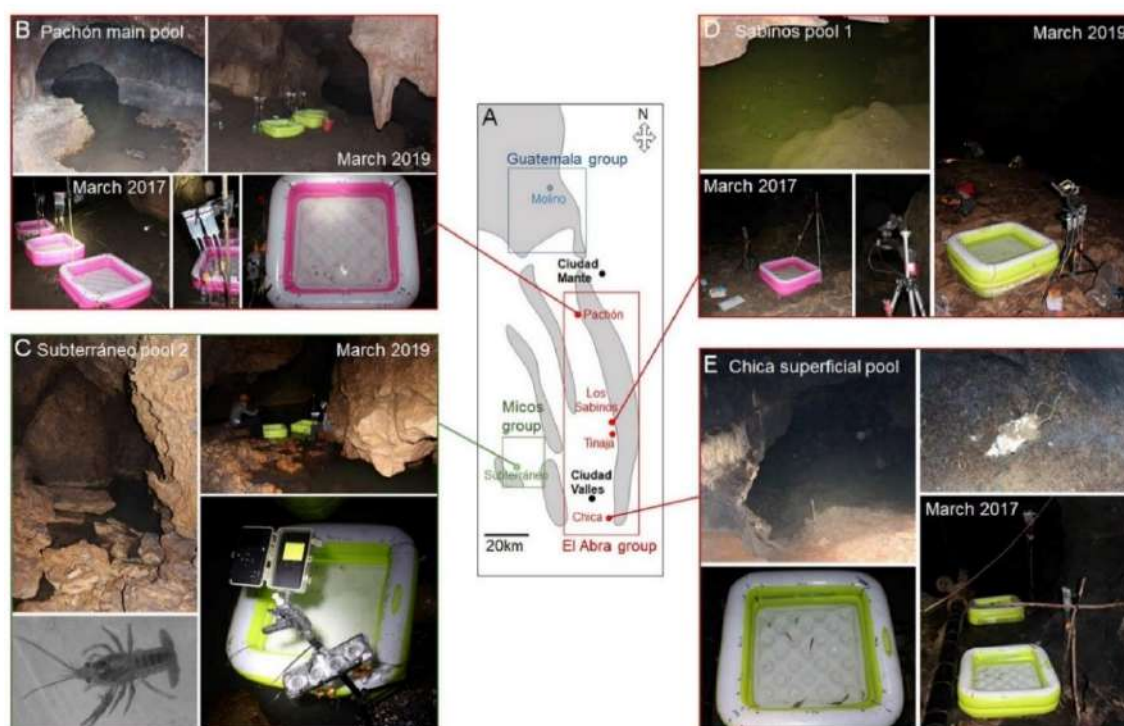 B
Pachón main pool
March 2019
March 2017
A
N
Guatemala group
Molino
Ciudad
Mante
Pachón
Los
Sabinos
Tinaja
Micos
group
Subterráneo
Ciudad
Valles
Chica
20km
El Abra group
C
Subterráneo pool 2
March 2019
D
Sabinos pool 1
March 2019
March 2017
E
Chica superficial pool
March 2017